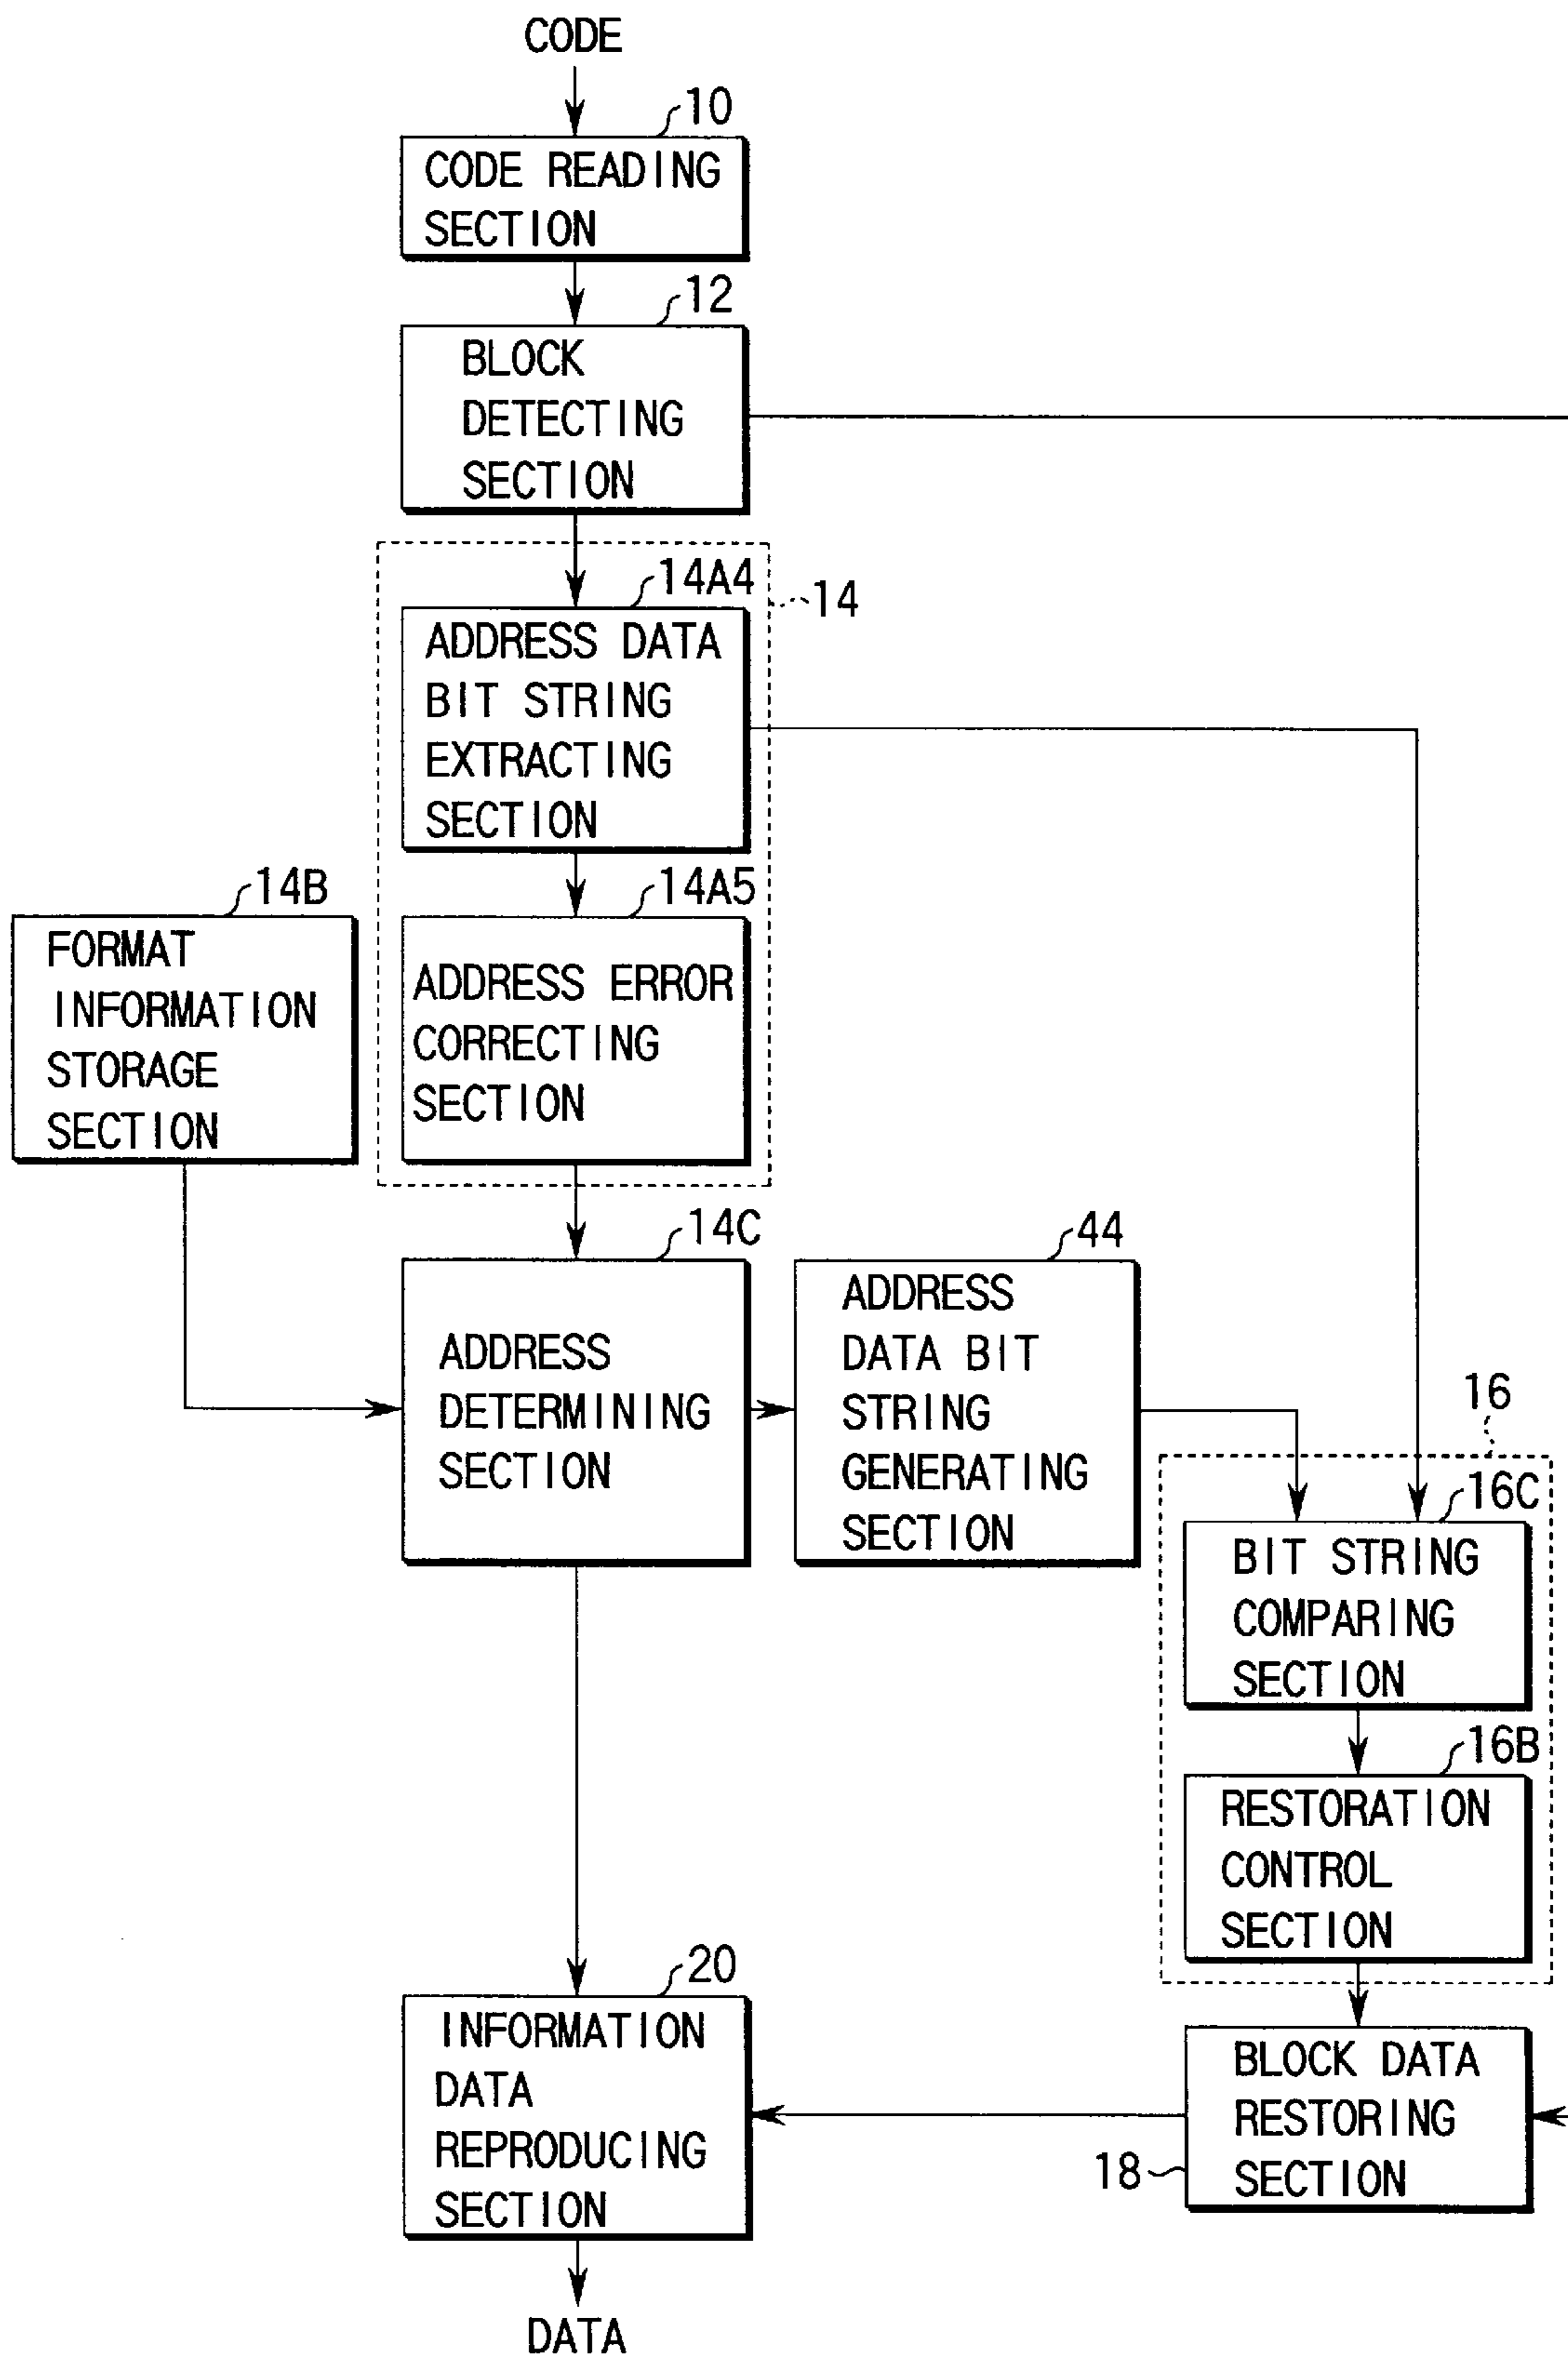 CODE
10
CODE READING
SECTION
12
BLOCK
DETECTING
SECTION
14A4
14
ADDRESS DATA
BIT STRING
EXTRACTING
SECTION
14B
14A5
FORMAT
INFORMATION
STORAGE
SECTION
ADDRESS ERROR
CORRECTING
SECTION
14C
44
ADDRESS
DETERMINING
SECTION
ADDRESS
DATA BIT
STRING
GENERATING
SECTION
16
16C
BIT STRING
COMPARING
SECTION
16B
RESTORATION
CONTROL
SECTION
20
INFORMATION
DATA
REPRODUCING
SECTION
BLOCK DATA
RESTORING
SECTION
18
DATA